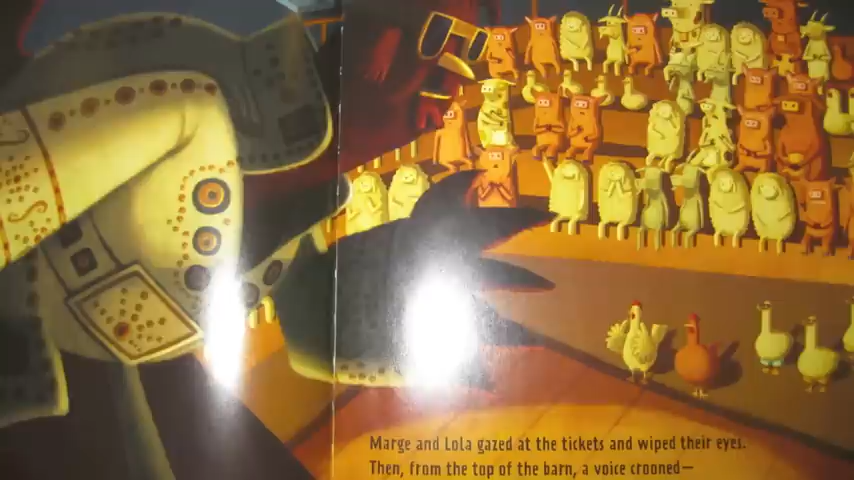 Marge and Lola gazed at the tickets and wiped their eyes.
Then, from the top of the barn, a voice crooned—